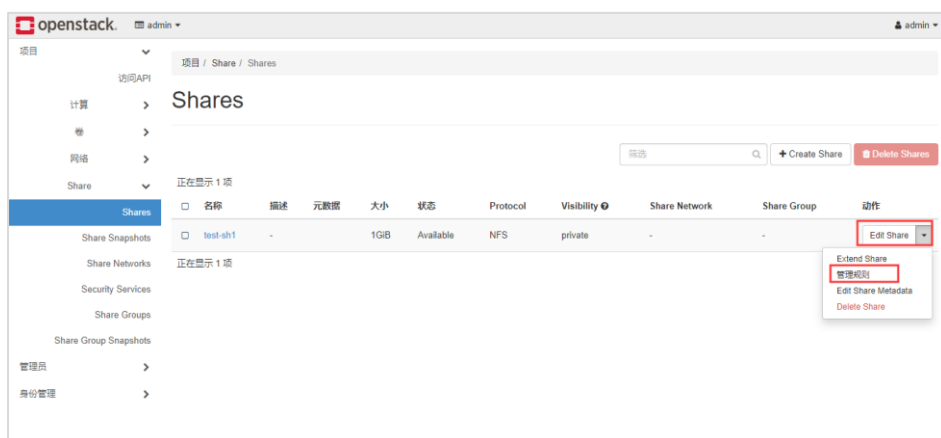 openstack. admin admin
项目
访问API
计算
卷
网络
Share
Shares
Share Snapshots
Share Networks
Security Services
Share Groups
Share Group Snapshots
管理员
身份管理
项目 / Share / Shares
Shares
筛选 + Create Share Delete Shares
正在显示 1 项
名称 描述 元数据 大小 状态 Protocol Visibility Share Network Share Group 动作
test-sh1 - 1GiB Available NFS private - - Edit Share
正在显示 1 项
Extend Share
管理规则
Edit Share Metadata
Delete Share